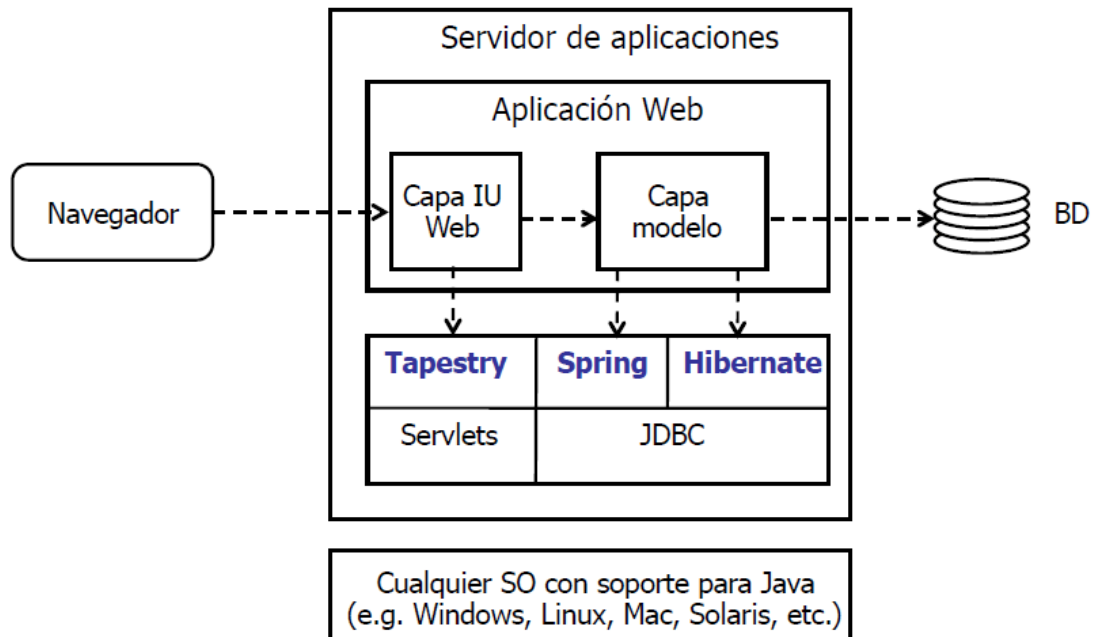 Servidor de aplicaciones
Aplicación Web
Navegador
Capa IU
Web
Capa
modelo
BD
Tapestry
Spring
Hibernate
Servlets
JDBC
Cualquier SO con soporte para Java
(e.g. Windows, Linux, Mac, Solaris, etc.)